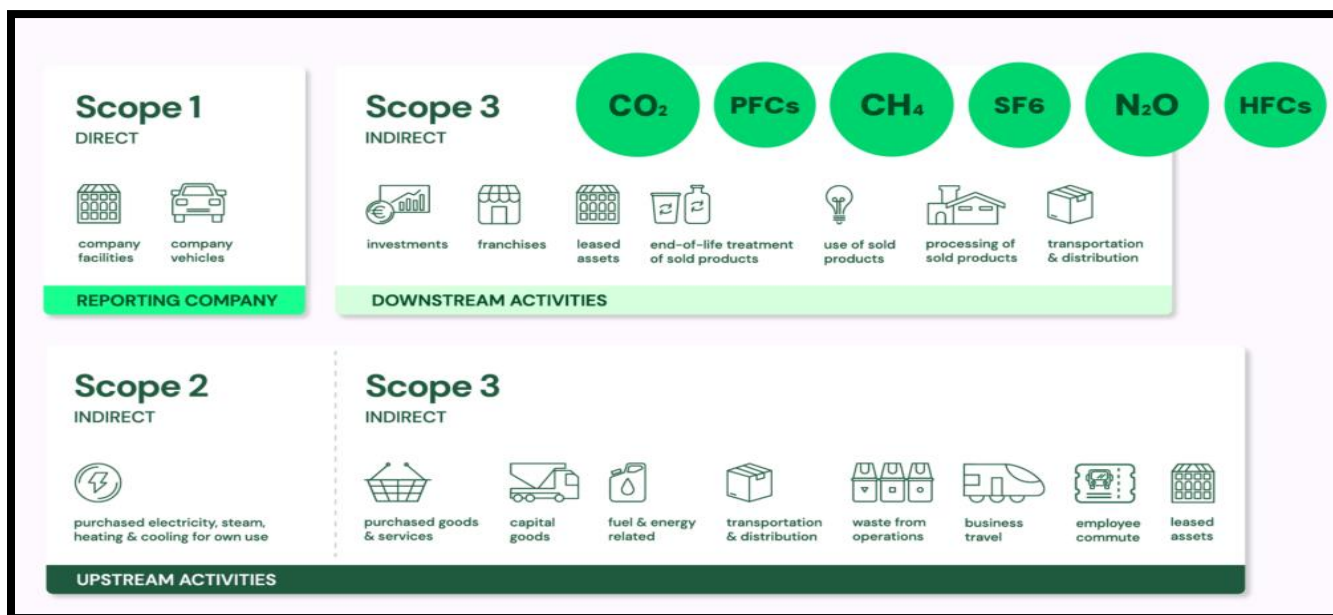 Scope 1
DIRECT
company
facilities
company
vehicles
REPORTING COMPANY
Scope 3
INDIRECT
CO₂
PFCs
CH₄
SF6
N₂O
HFCs
investments
franchises
leased
assets
end-of-life treatment
of sold products
use of sold
products
processing of
sold products
transportation
& distribution
DOWNSTREAM ACTIVITIES
Scope 2
INDIRECT
purchased electricity, steam,
heating & cooling for own use
Scope 3
INDIRECT
purchased goods
& services
capital
goods
fuel & energy
related
transportation
& distribution
waste from
operations
business
travel
employee
commute
leased
assets
UPSTREAM ACTIVITIES